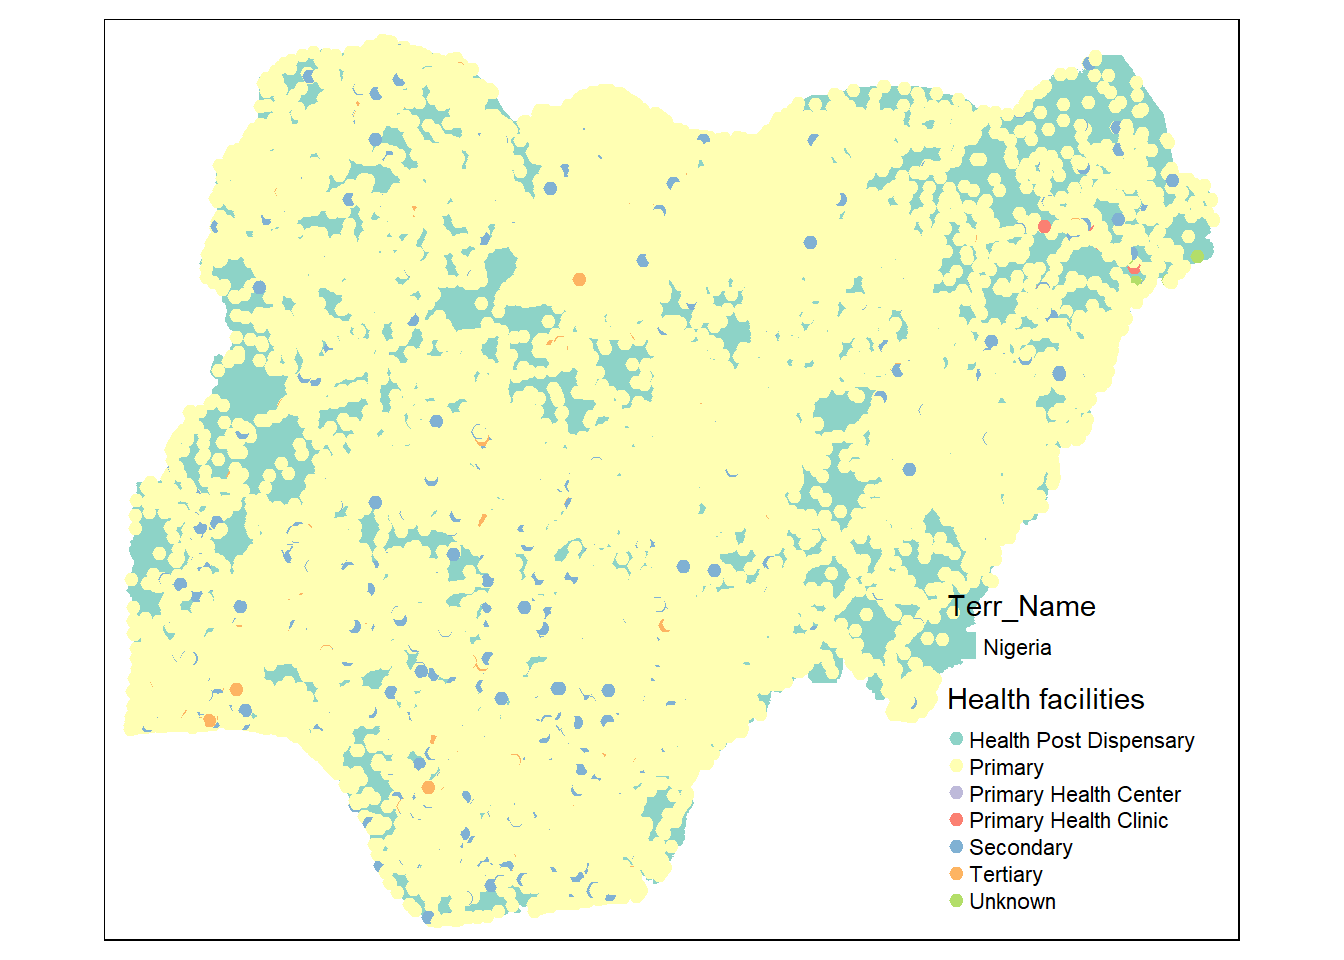 Terr_Name
Nigeria
Health facilities
Health Post Dispensary
Primary
Primary Health Center
Primary Health Clinic
Secondary
Tertiary
Unknown